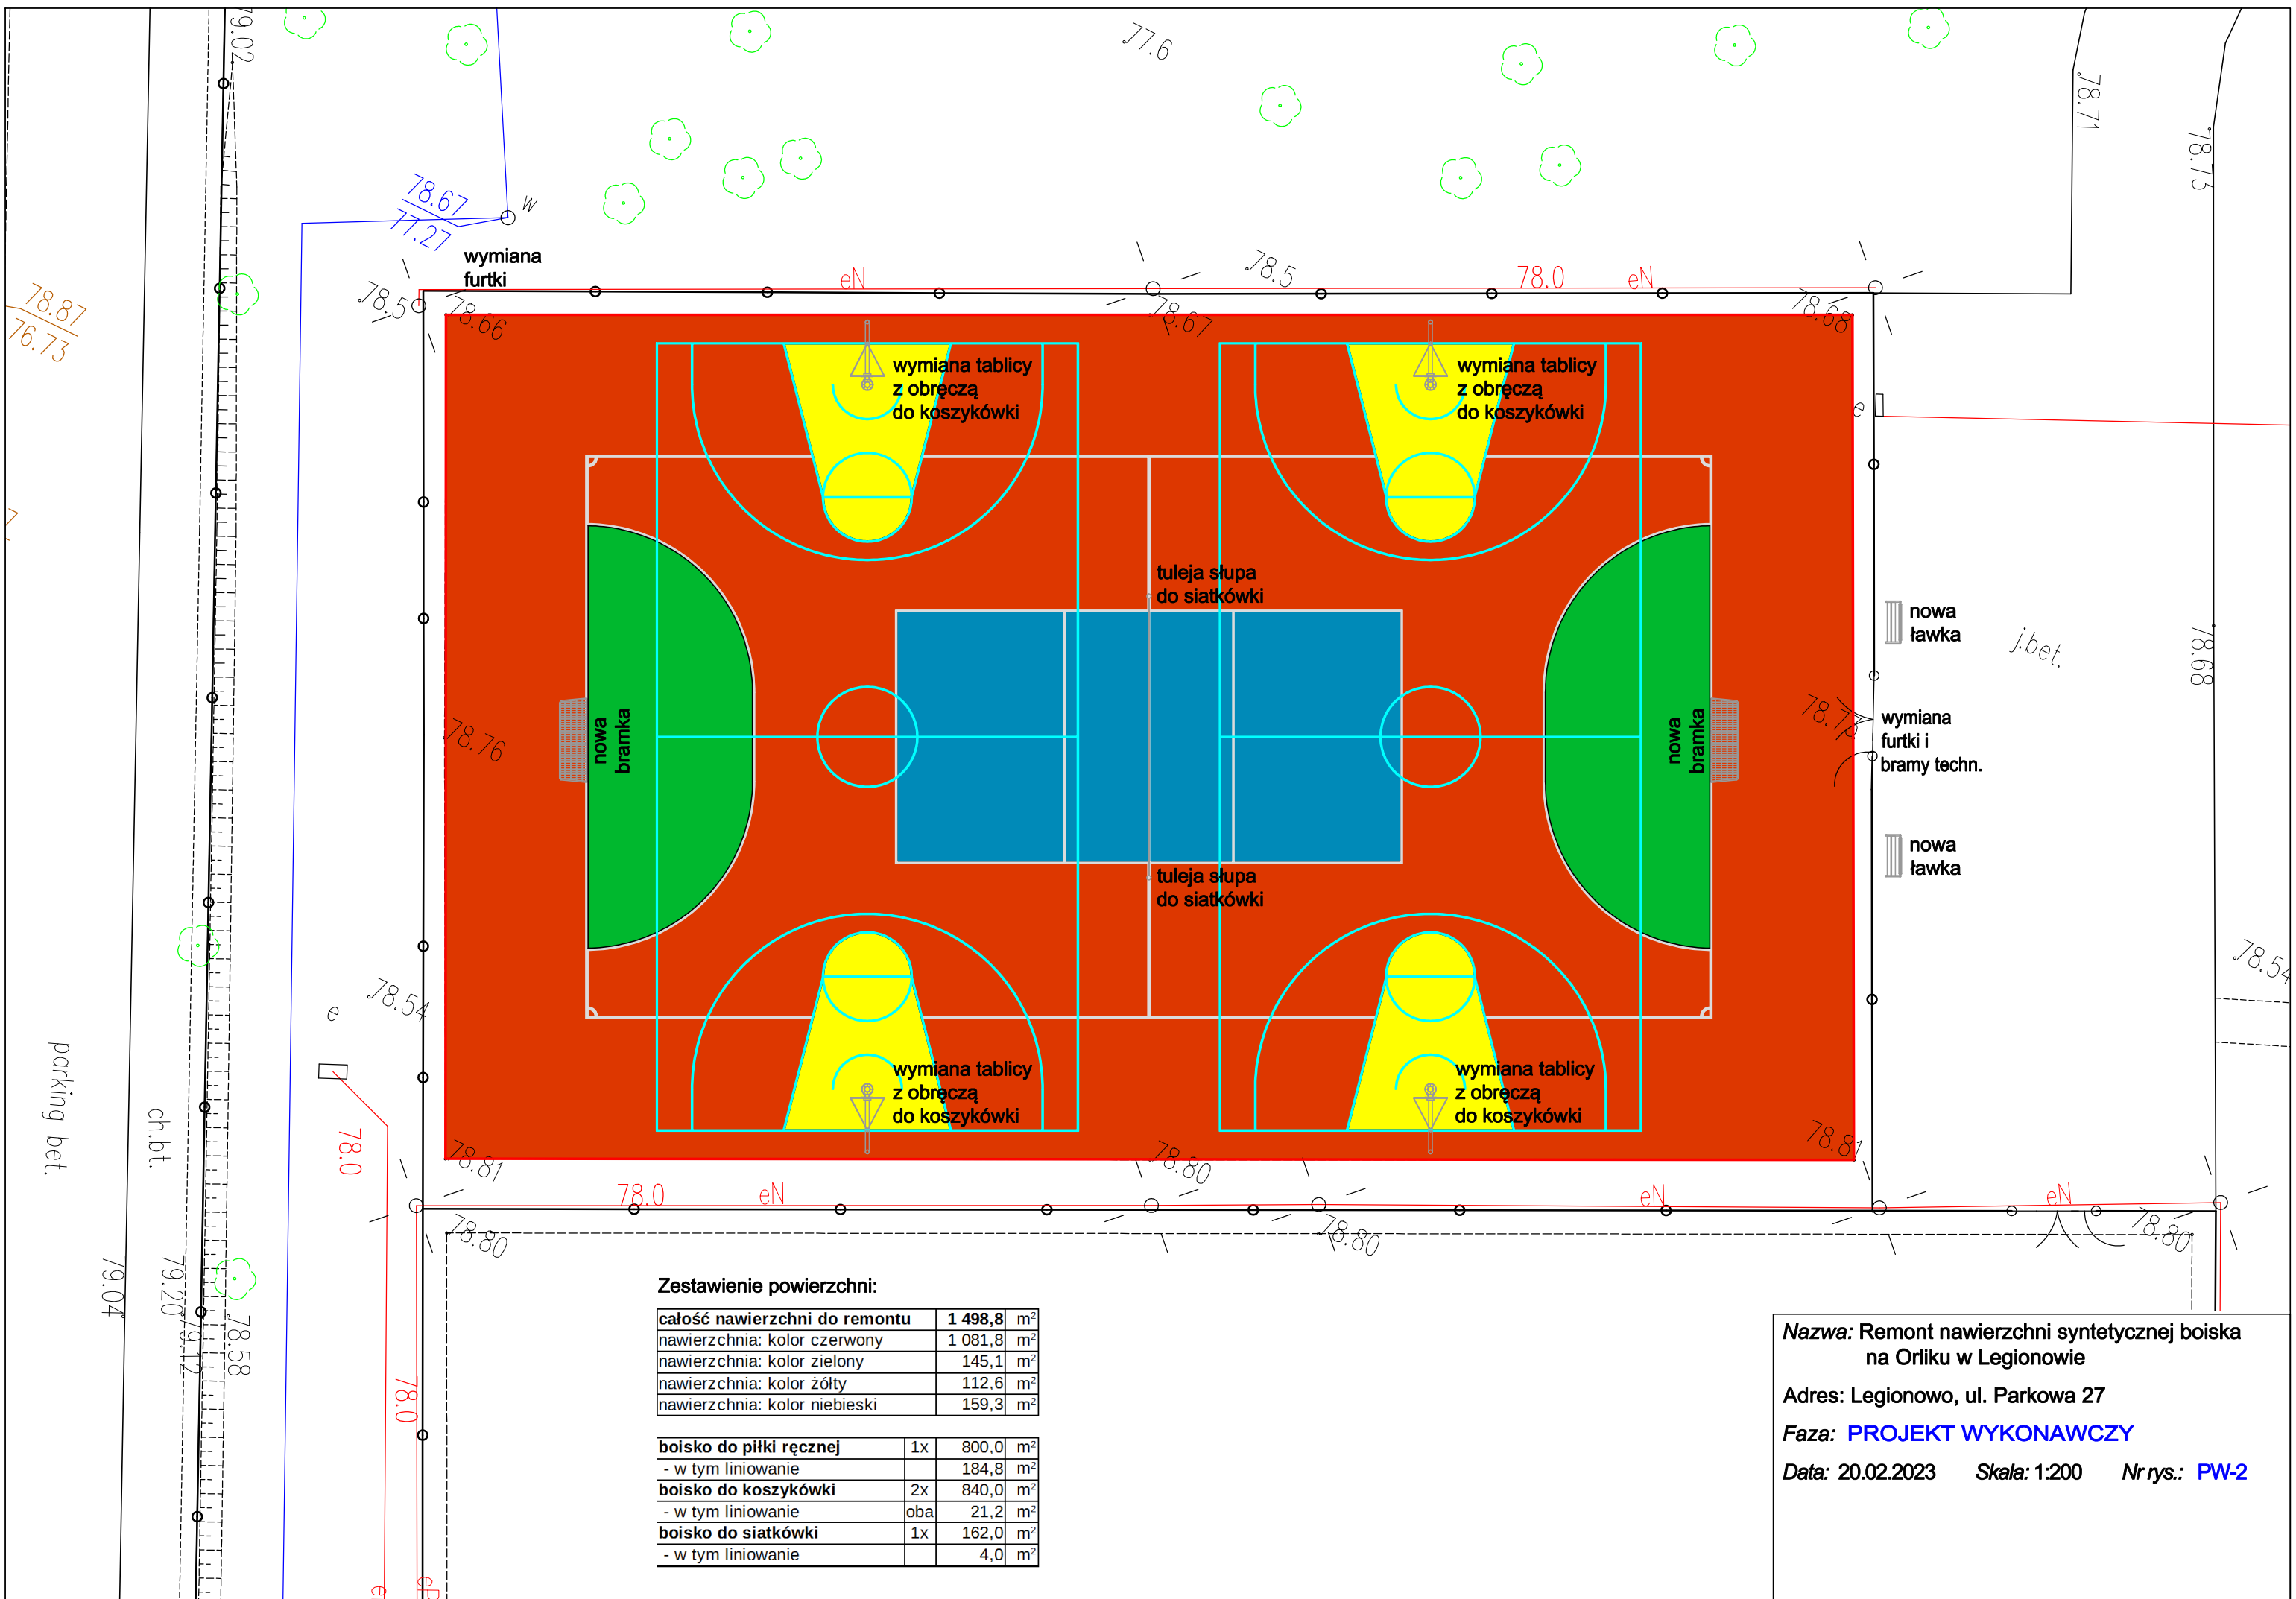 79.02
77.6
78.71
78.75
78.67
77.27
W
wymiana
furtki
78.5
eN
78.0
eN
78.87
76.73
78.5
78.66
78.67
78.68
wymiana tablicy
z obręczą
do koszykówki
wymiana tablicy
z obręczą
do koszykówki
e
tuleja słupa
do siatkówki
nowa
ławka
j.bet.
78.68
78.76
nowa
bramka
nowa
bramka
78.75
wymiana
furtki i
bramy techn.
nowa
ławka
tuleja słupa
do siatkówki
78.54
78.54
e
parking bet.
ch.bt.
78.0
wymiana tablicy
z obręczą
do koszykówki
wymiana tablicy
z obręczą
do koszykówki
78.81
78.80
78.81
78.0
eN
eN
eN
78.80
78.80
78.80
79.04
79.20
79.12
78.58
78.0
Zestawienie powierzchni:
całość nawierzchni do remontu 1 498,8 m²
nawierzchnia: kolor czerwony 1 081,8 m²
nawierzchnia: kolor zielony 145,1 m²
nawierzchnia: kolor żółty 112,6 m²
nawierzchnia: kolor niebieski 159,3 m²
boisko do piłki ręcznej 1x 800,0 m²
- w tym liniowanie 184,8 m²
boisko do koszykówki 2x 840,0 m²
- w tym liniowanie oba 21,2 m²
boisko do siatkówki 1x 162,0 m²
- w tym liniowanie 4,0 m²
Nazwa: Remont nawierzchni syntetycznej boiska
na Orliku w Legionowie
Adres: Legionowo, ul. Parkowa 27
Faza: PROJEKT WYKONAWCZY
Data: 20.02.2023 Skala: 1:200 Nr rys.: PW-2